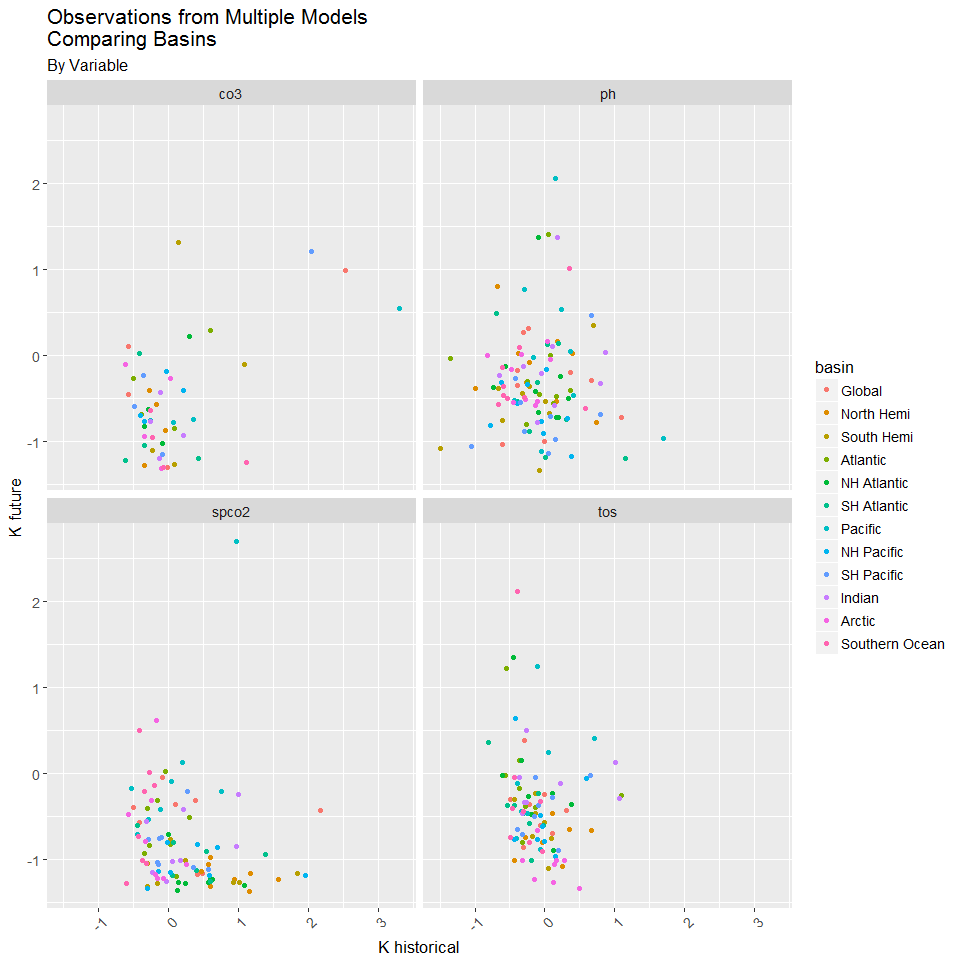 Observations from Multiple Models
Comparing Basins
By Variable
co3
ph
2
1
0
-1
K future
spco2
tos
2
1
0
-1
-1
0
1
2
3
-1
0
1
2
3
K historical
basin
Global
North Hemi
South Hemi
Atlantic
NH Atlantic
SH Atlantic
Pacific
NH Pacific
SH Pacific
Indian
Arctic
Southern Ocean